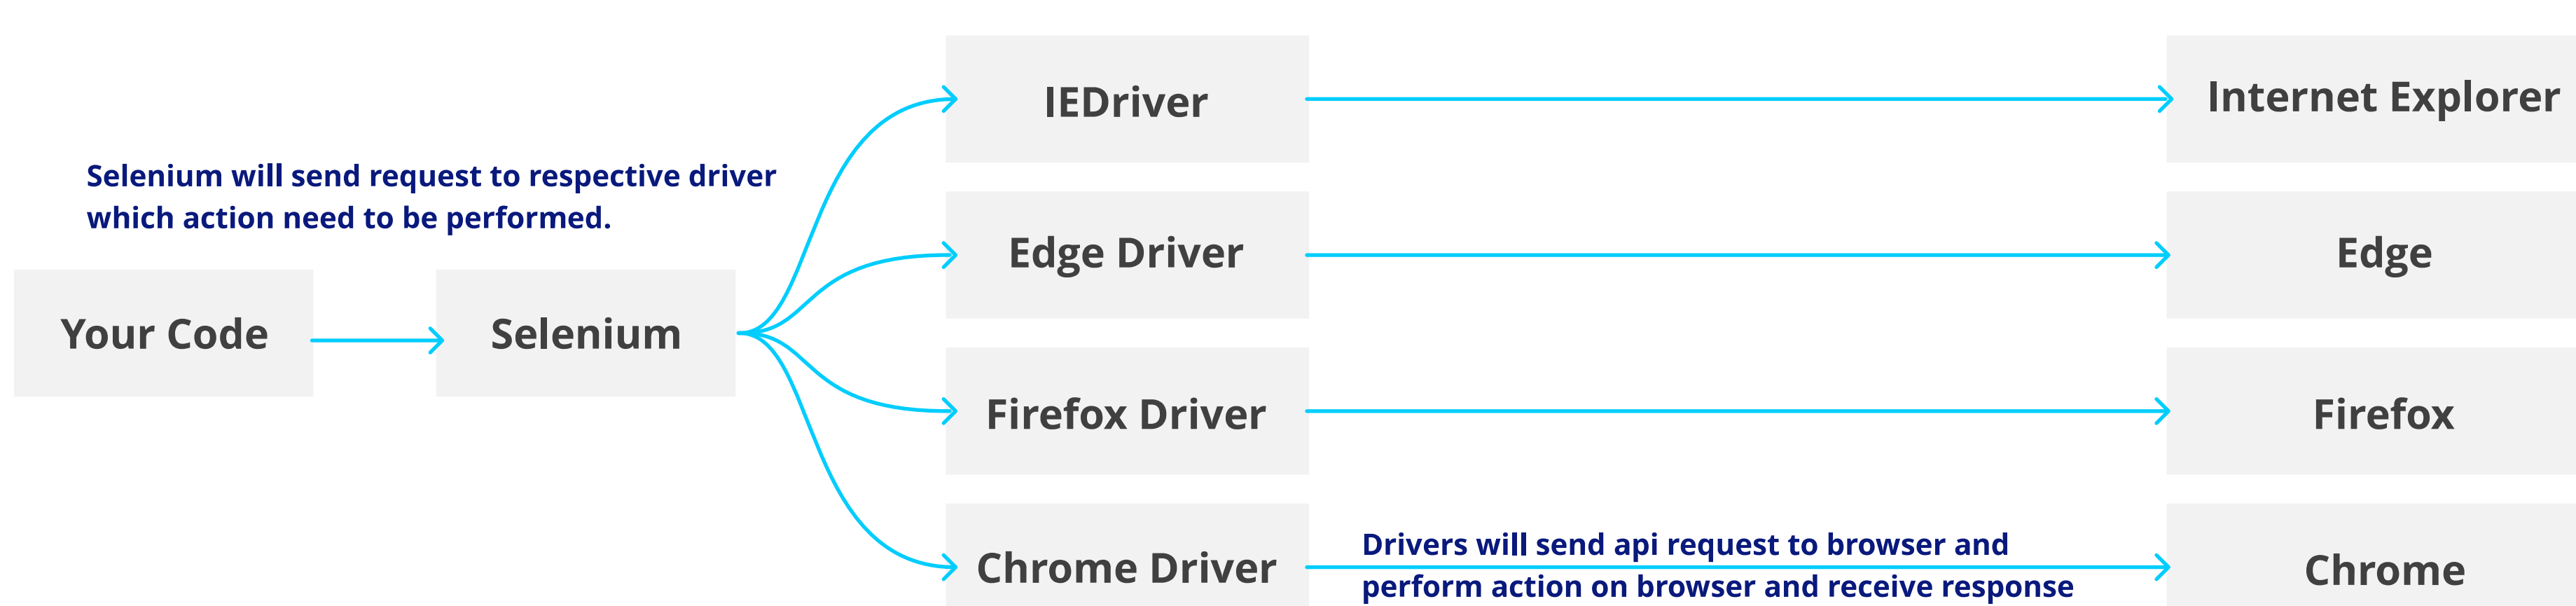 IEDriver
Internet Explorer
Selenium will send request to respective driver
which action need to be performed.
Edge Driver
Edge
Your Code
Selenium
Firefox Driver
Firefox
Drivers will send api request to browser and
perform action on browser and receive response
Chrome Driver
Chrome